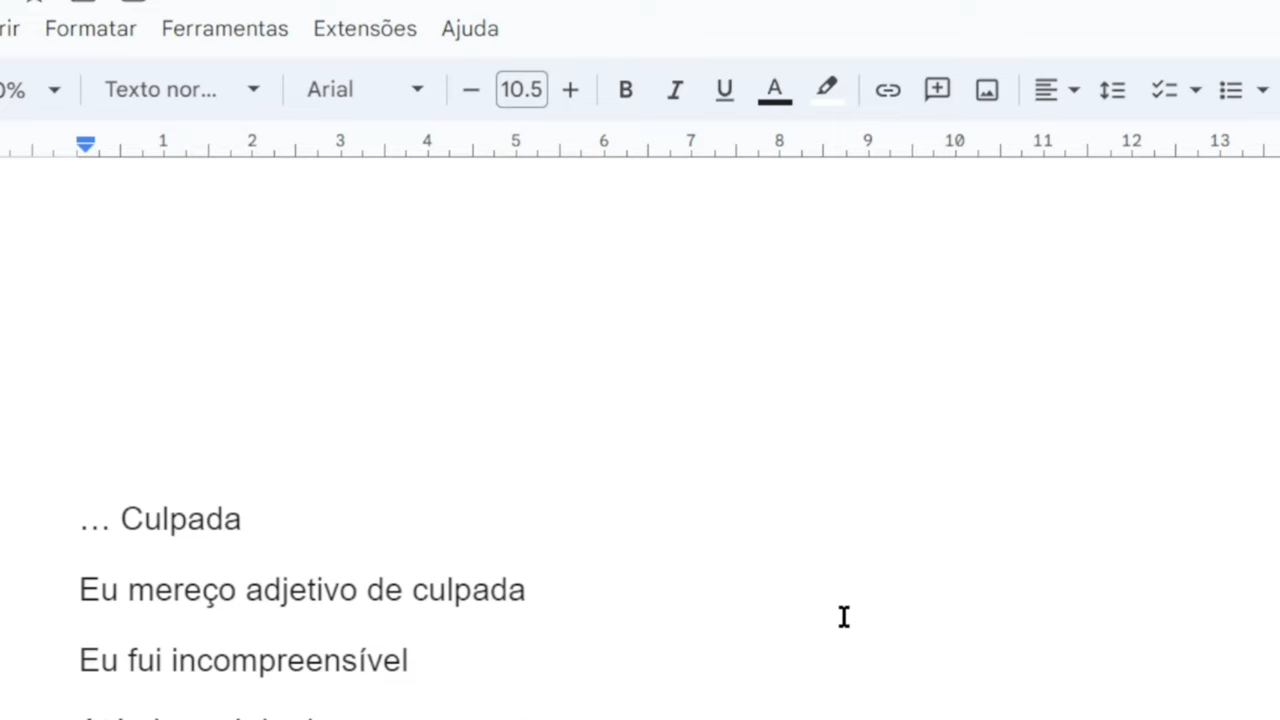 rir Formatar Ferramentas Extensões Ajuda
0% Texto nor... Arial 10.5 B I U A
1 2 3 4 5 6 7 8 9 10 11 12 13
… Culpada
Eu mereço adjetivo de culpada
Eu fui incompreensível